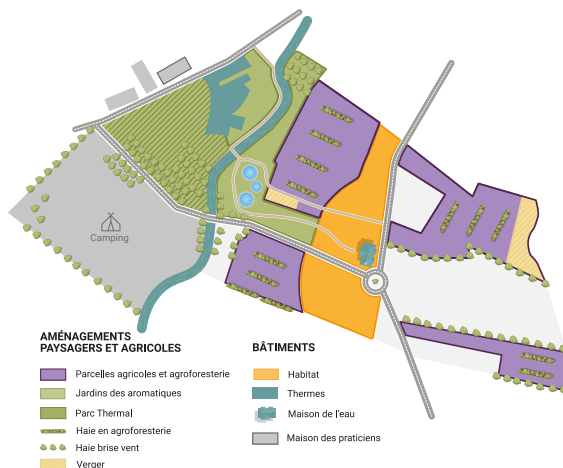 Camping
AMÉNAGEMENTS
PAYSAGERS ET AGRICOLES
Parcelles agricoles et agroforesterie
Jardins des aromatiques
Parc Thermal
Haie en agroforesterie
Haie brise vent
Verger
BÂTIMENTS
Habitat
Thermes
Maison de l'eau
Maison des praticiens